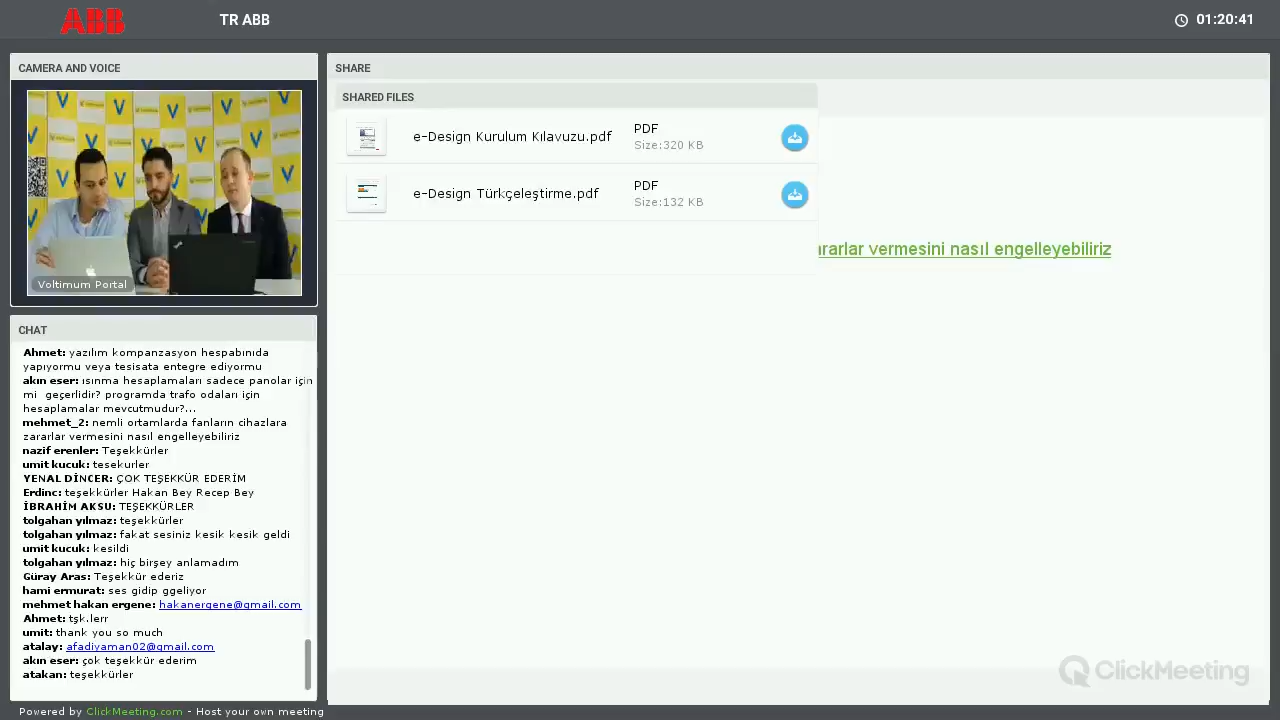 ABB
TR ABB
01:20:41
CAMERA AND VOICE
Voltimum Portal
CHAT
Ahmet: yazılım kompanzasyon hespabınıda
yapıyormu veya tesisata entegre ediyormu
akın eser: ısınma hesaplamaları sadece panolar için
mi geçerlidir? programda trafo odaları için
hesaplamalar mevcutmudur?...
mehmet_2: nemli ortamlarda fanların cihazlara
zararlar vermesini nasıl engelleyebiliriz
nazif erenler: Teşekkürler
umit kucuk: tesekurler
YENAL DİNCER: ÇOK TEŞEKKÜR EDERİM
Erdinc: teşekkürler Hakan Bey Recep Bey
İBRAHİM AKSU: TEŞEKKÜRLER
tolgahan yılmaz: teşekkürler
tolgahan yılmaz: fakat sesiniz kesik kesik geldi
umit kucuk: kesildi
tolgahan yılmaz: hiç birşey anlamadım
Güray Aras: Teşekkür ederiz
hami ermurat: ses gidip ggeliyor
mehmet hakan ergene: hakanergene@gmail.com
Ahmet: tşk.lerr
umit: thank you so much
atalay: afadiyaman02@gmail.com
akın eser: çok teşekkür ederim
atakan: teşekkürler
Powered by ClickMeeting.com - Host your own meeting
SHARE
SHARED FILES
e-Design Kurulum Kılavuzu.pdf
PDF
Size:320 KB
e-Design Türkçeleştirme.pdf
PDF
Size:132 KB
ararlar vermesini nasıl engelleyebiliriz
ClickMeeting